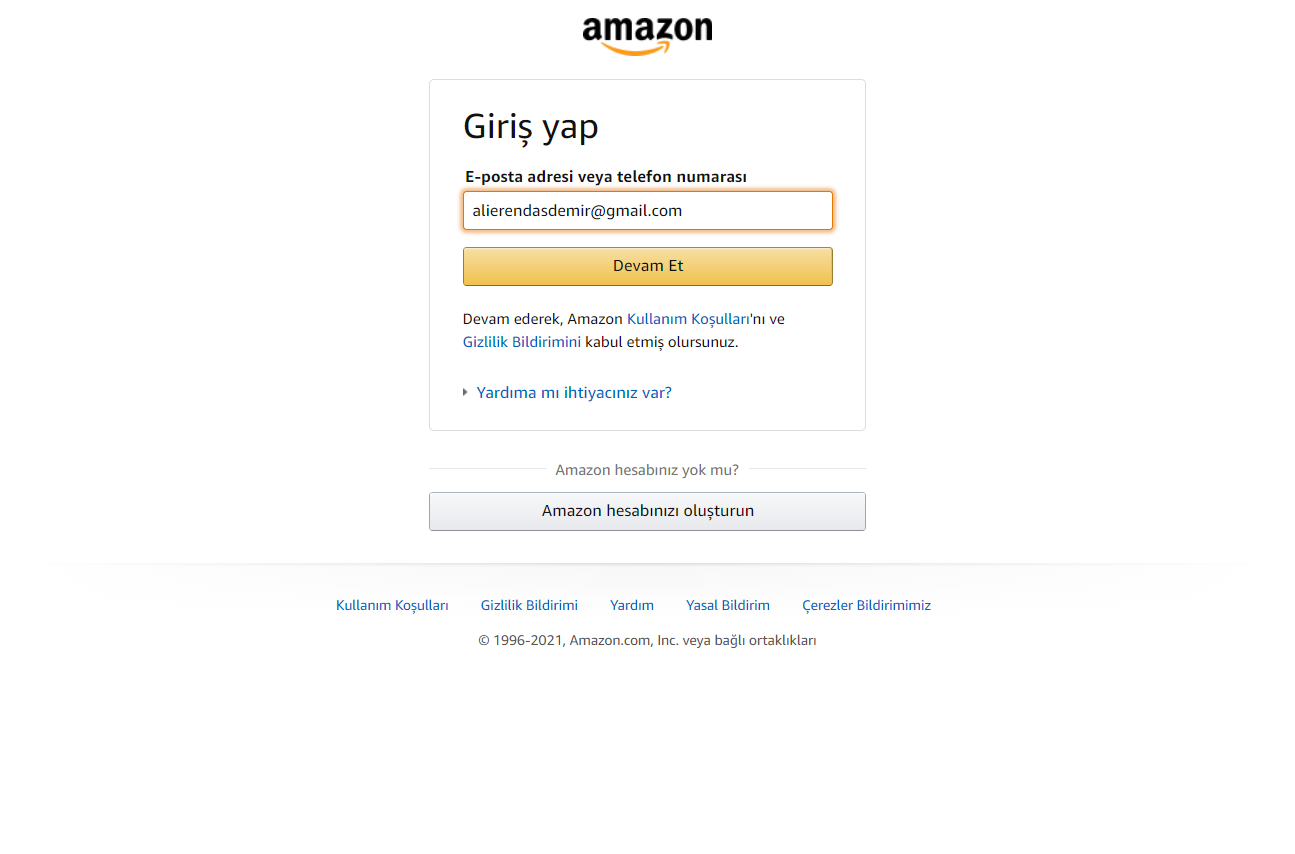 amazon
Giriş yap
E-posta adresi veya telefon numarası
alierendasdemir@gmail.com
Devam Et
Devam ederek, Amazon Kullanım Koşulları'nı ve
Gizlilik Bildirimini kabul etmiş olursunuz.
Yardıma mı ihtiyacınız var?
Amazon hesabınız yok mu?
Amazon hesabınızı oluşturun
Kullanım Koşulları Gizlilik Bildirimi Yardım Yasal Bildirim Çerezler Bildirimimiz
© 1996-2021, Amazon.com, Inc. veya bağlı ortaklıkları